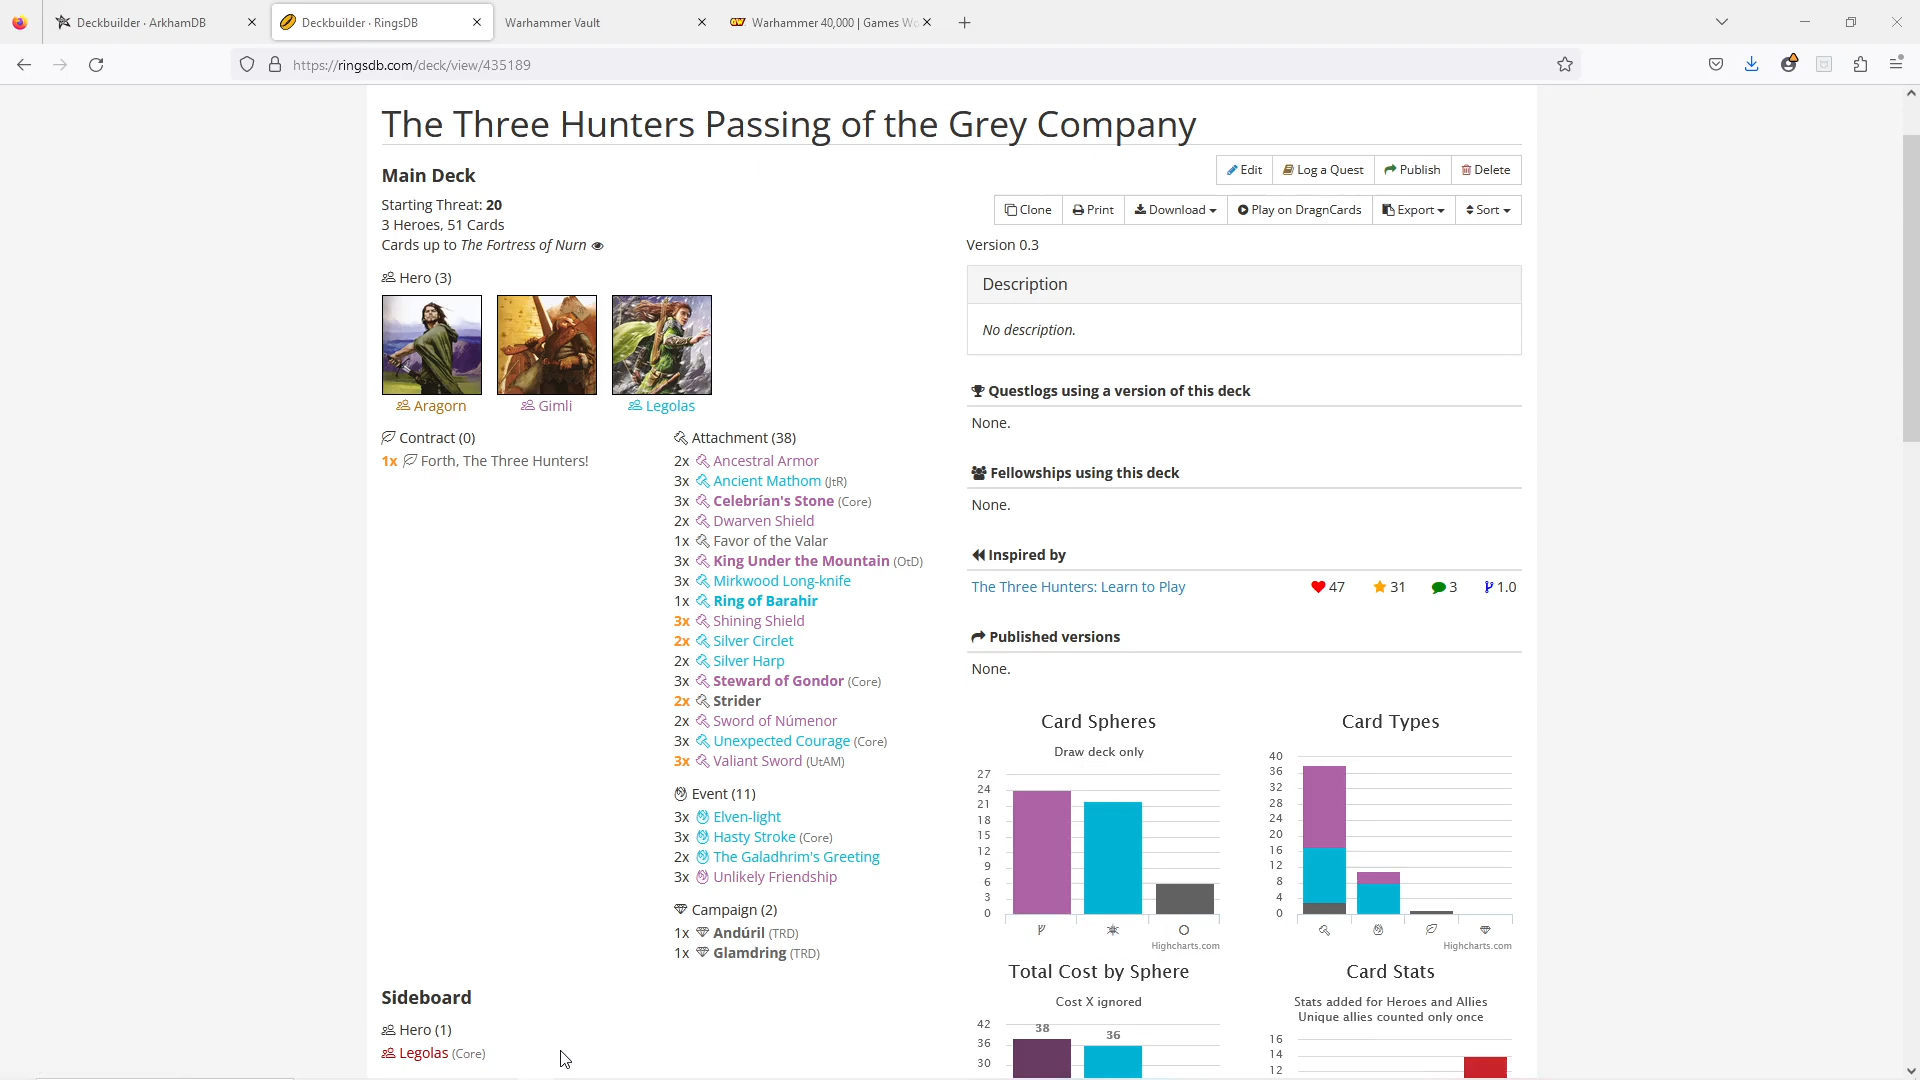 Deckbuilder · ArkhamDB
Deckbuilder · RingsDB
Warhammer Vault
Warhammer 40,000 | Games Wo
https://ringsdb.com/deck/view/435189
The Three Hunters Passing of the Grey Company
Edit
Log a Quest
Publish
Delete
Clone
Print
Download
Play on DragnCards
Export
Sort
Main Deck
Starting Threat: 20
3 Heroes, 51 Cards
Cards up to The Fortress of Nurn
Hero (3)
Aragorn
Gimli
Legolas
Contract (0)
1x Forth, The Three Hunters!
Attachment (38)
2x Ancestral Armor
3x Ancient Mathom (JtR)
3x Celebrían's Stone (Core)
2x Dwarven Shield
1x Favor of the Valar
3x King Under the Mountain (OtD)
3x Mirkwood Long-knife
1x Ring of Barahir
3x Shining Shield
2x Silver Circlet
2x Silver Harp
3x Steward of Gondor (Core)
2x Strider
2x Sword of Númenor
3x Unexpected Courage (Core)
3x Valiant Sword (UtAM)
Event (11)
3x Elven-light
3x Hasty Stroke (Core)
2x The Galadhrim's Greeting
3x Unlikely Friendship
Campaign (2)
1x Andúril (TRD)
1x Glamdring (TRD)
Sideboard
Hero (1)
Legolas (Core)
Version 0.3
Description
No description.
Questlogs using a version of this deck
None.
Fellowships using this deck
None.
Inspired by
The Three Hunters: Learn to Play
47
31
3
1.0
Published versions
None.
Card Spheres
Draw deck only
27
24
21
18
15
12
9
6
3
0
Highcharts.com
Card Types
40
36
32
28
24
20
16
12
8
4
0
Highcharts.com
Total Cost by Sphere
Cost X ignored
42
36
30
38
36
Card Stats
Stats added for Heroes and Allies
Unique allies counted only once
16
14
12